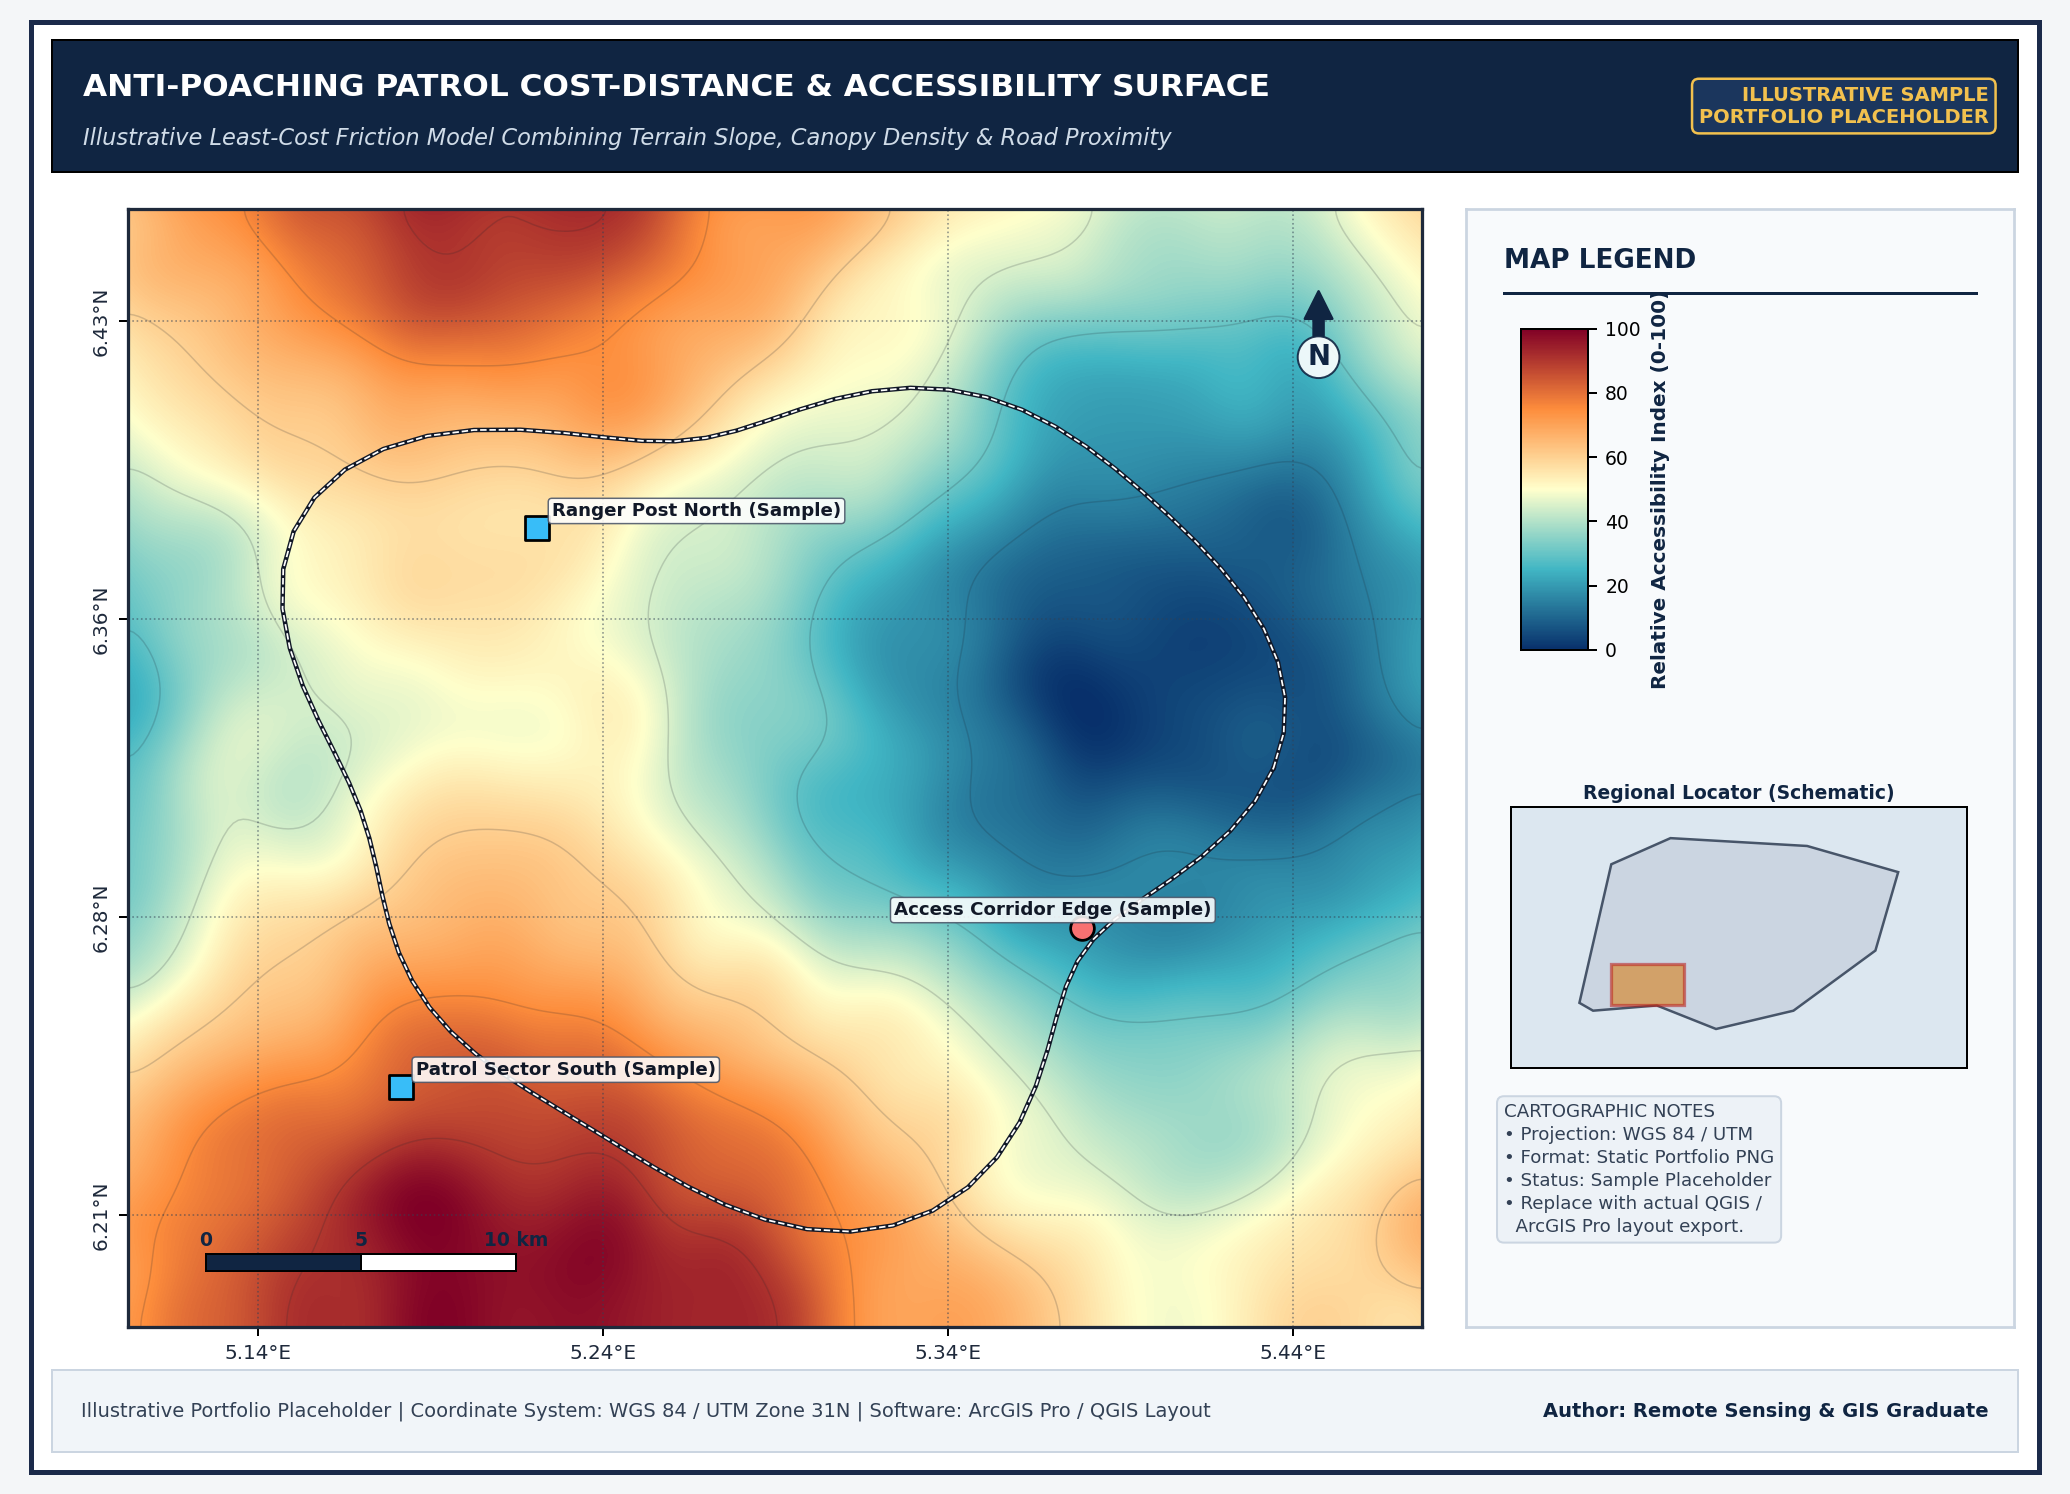 ANTI-POACHING PATROL COST-DISTANCE & ACCESSIBILITY SURFACE
Illustrative Least-Cost Friction Model Combining Terrain Slope, Canopy Density & Road Proximity
ILLUSTRATIVE SAMPLE
PORTFOLIO PLACEHOLDER
6.43°N
6.36°N
6.28°N
6.21°N
N
Ranger Post North (Sample)
Access Corridor Edge (Sample)
Patrol Sector South (Sample)
0 5 10 km
5.14°E 5.24°E 5.34°E 5.44°E
MAP LEGEND
100
80
60
40
20
0
Relative Accessibility Index (0-100)
Regional Locator (Schematic)
CARTOGRAPHIC NOTES
• Projection: WGS 84 / UTM
• Format: Static Portfolio PNG
• Status: Sample Placeholder
• Replace with actual QGIS /
ArcGIS Pro layout export.
Illustrative Portfolio Placeholder | Coordinate System: WGS 84 / UTM Zone 31N | Software: ArcGIS Pro / QGIS Layout
Author: Remote Sensing & GIS Graduate